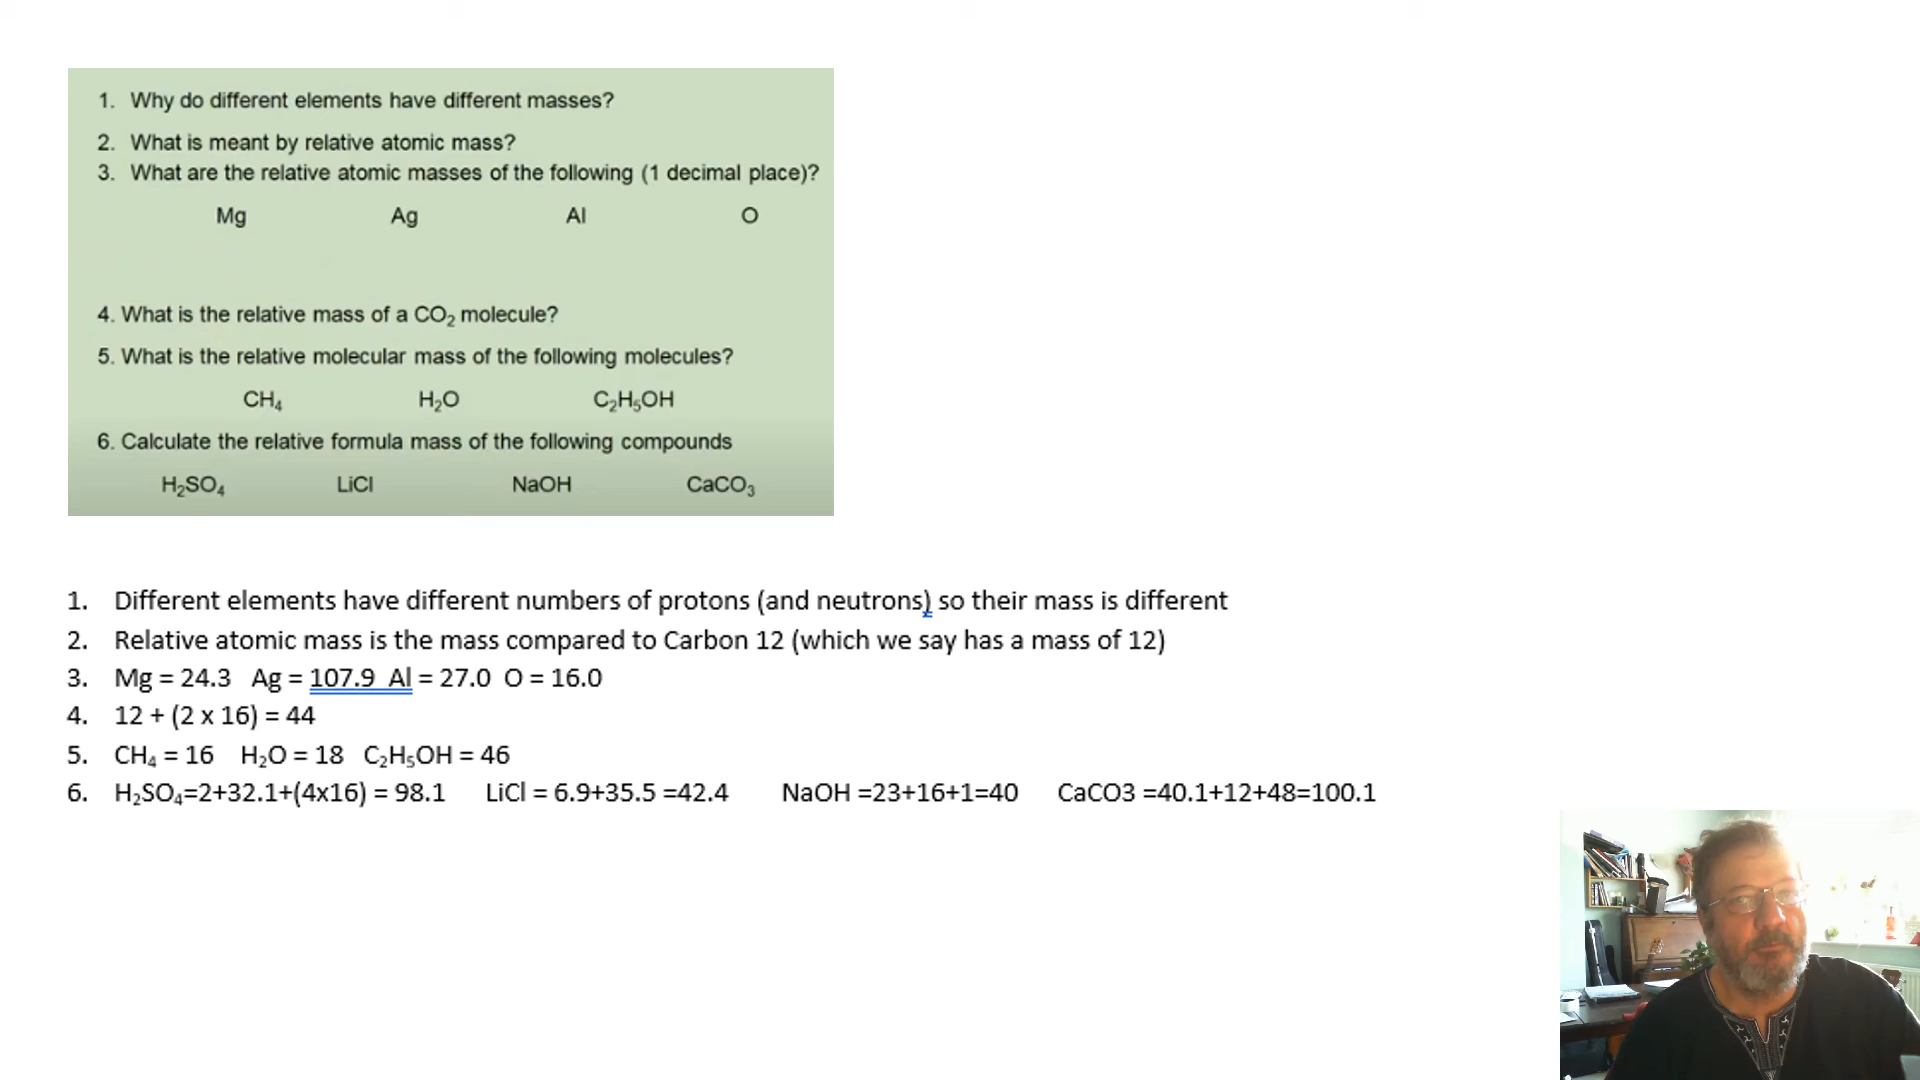 1. Why do different elements have different masses?
2. What is meant by relative atomic mass?
3. What are the relative atomic masses of the following (1 decimal place)?
Mg Ag Al O
4. What is the relative mass of a CO₂ molecule?
5. What is the relative molecular mass of the following molecules?
CH₄ H₂O C₂H₅OH
6. Calculate the relative formula mass of the following compounds
H₂SO₄ LiCl NaOH CaCO₃
1. Different elements have different numbers of protons (and neutrons) so their mass is different
2. Relative atomic mass is the mass compared to Carbon 12 (which we say has a mass of 12)
3. Mg = 24.3 Ag = 107.9 Al = 27.0 O = 16.0
4. 12 + (2 x 16) = 44
5. CH₄ = 16 H₂O = 18 C₂H₅OH = 46
6. H₂SO₄=2+32.1+(4x16) = 98.1 LiCl = 6.9+35.5 =42.4 NaOH =23+16+1=40 CaCO3 =40.1+12+48=100.1